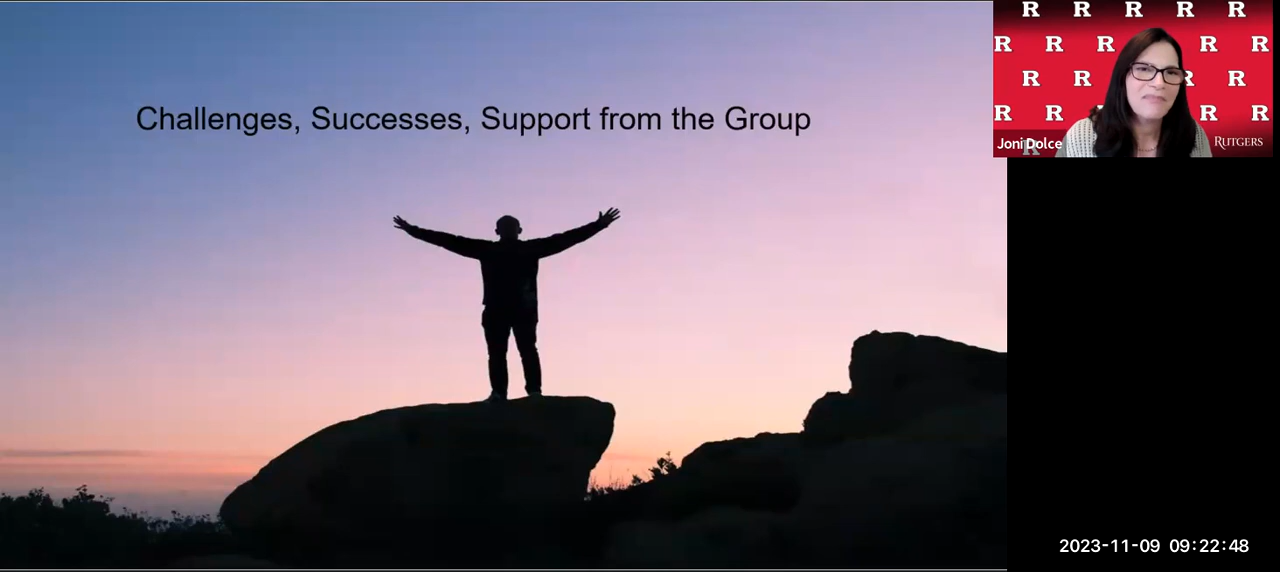 Challenges, Successes, Support from the Group
R R R R R
R R R R R
R R R R
R R R R R
Joni Dolce
R
RUTGERS
2023-11-09 09:22:48